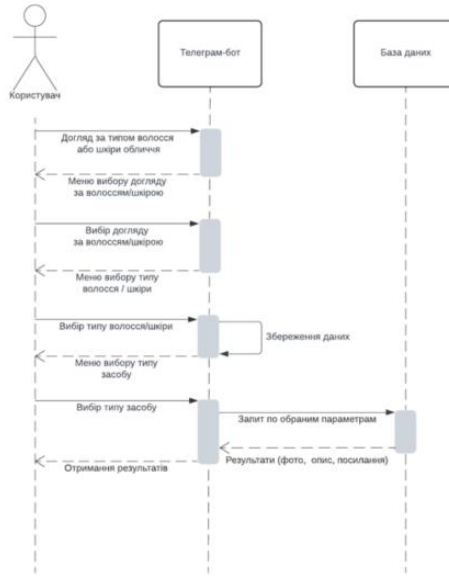 Телеграм-бот
База даних
Користувач
Догляд за типом волосся
або шкіри обличчя
Меню вибору догляду
за волоссям/шкірою
Вибір догляду
за волоссям/шкірою
Меню вибору типу
волосся / шкіри
Вибір типу волосся/шкіри
Збереження даних
Меню вибору типу
засобу
Вибір типу засобу
Запит по обраним параметрам
Результати (фото, опис, посилання)
Отримання результатів